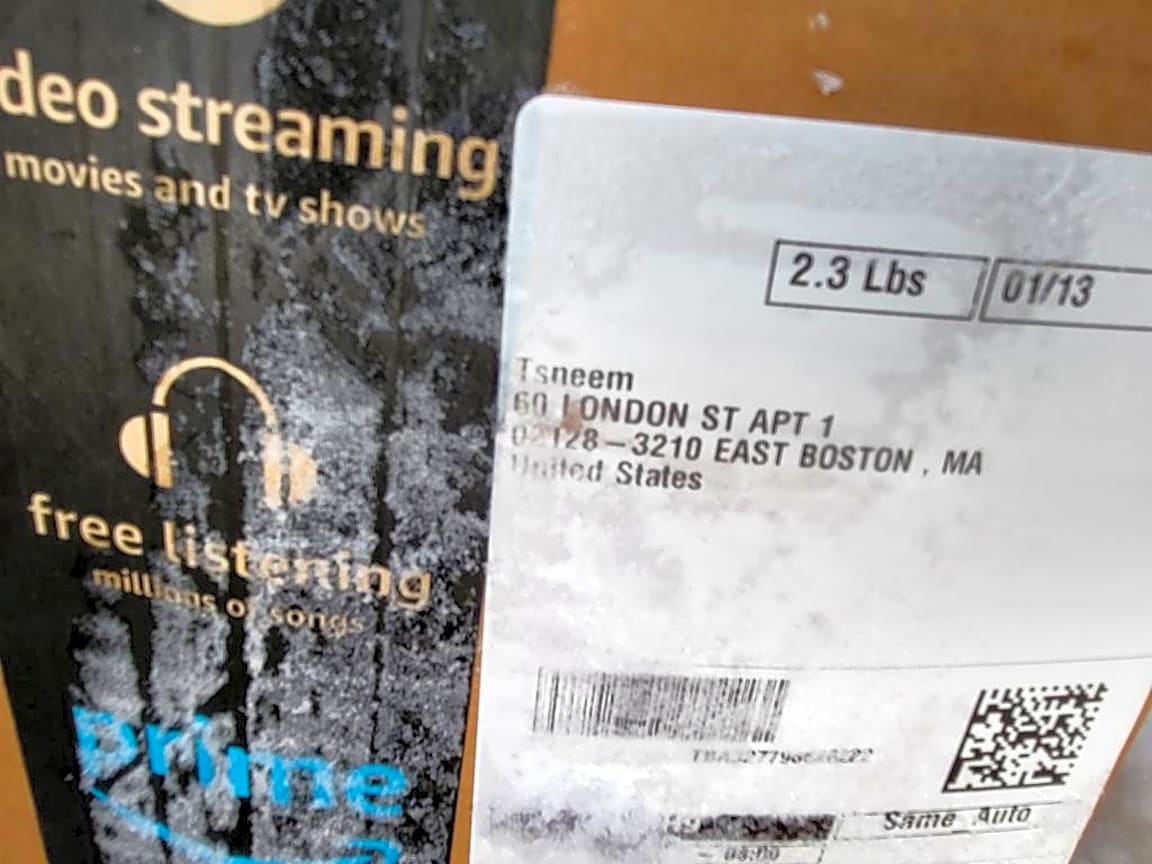 deo streaming
movies and tv shows
free listening
millions of songs
prime
2.3 Lbs
01/13
Tsneem
60 LONDON ST APT 1
02128-3210 EAST BOSTON , MA
United States
Same Auto